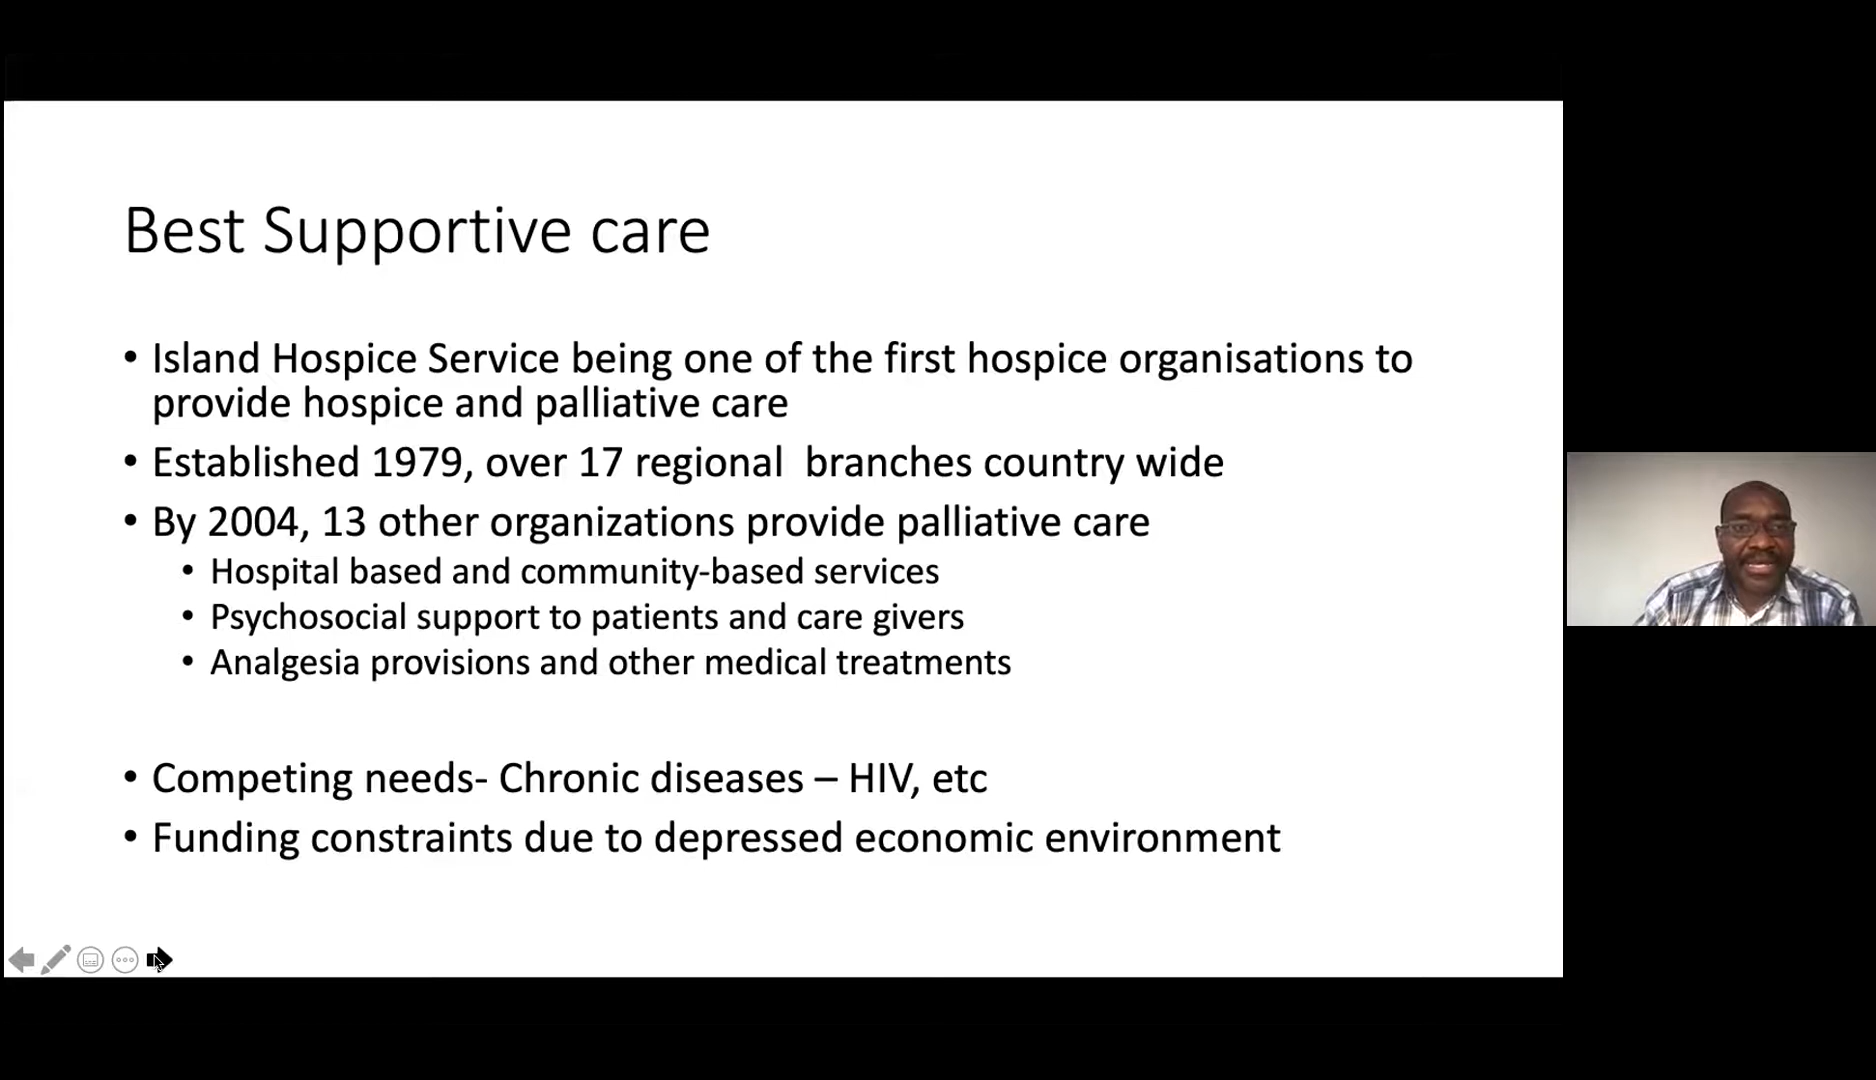 Best Supportive care
• Island Hospice Service being one of the first hospice organisations to
provide hospice and palliative care
• Established 1979, over 17 regional  branches country wide
• By 2004, 13 other organizations provide palliative care
• Hospital based and community-based services
• Psychosocial support to patients and care givers
• Analgesia provisions and other medical treatments
• Competing needs- Chronic diseases – HIV, etc
• Funding constraints due to depressed economic environment